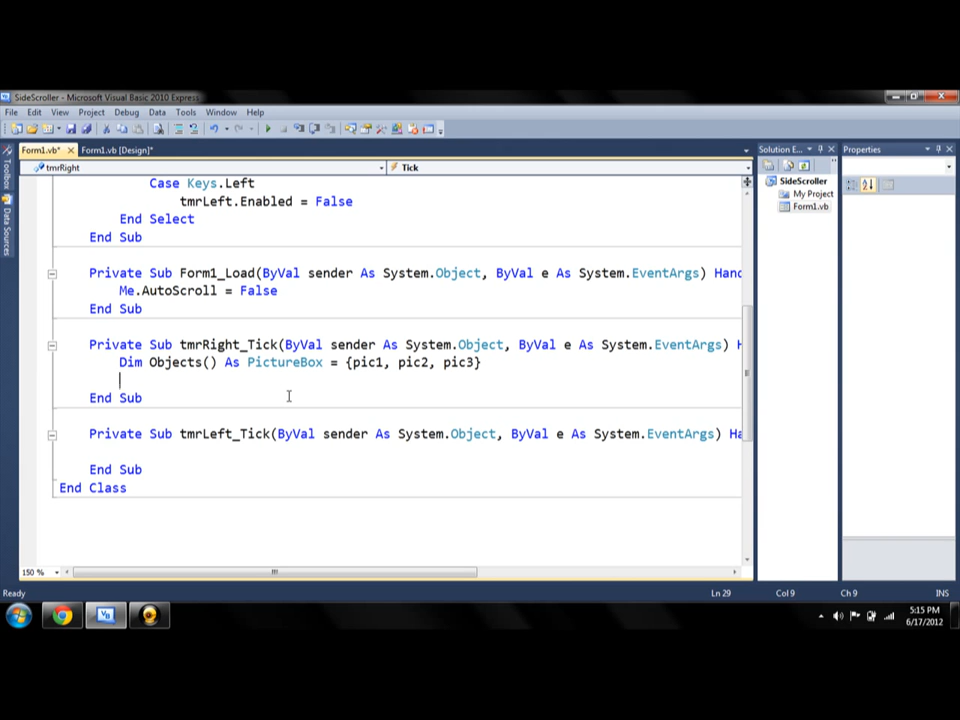 SideScroller - Microsoft Visual Basic 2010 Express
File Edit View Project Debug Data Tools Window Help
Form1.vb* Form1.vb [Design]*
Solution E... Properties
tmrRight Tick
Toolbox
Data Sources
SideScroller
My Project
Form1.vb
Case Keys.Left
tmrLeft.Enabled = False
End Select
End Sub
Private Sub Form1_Load(ByVal sender As System.Object, ByVal e As System.EventArgs) Hand
Me.AutoScroll = False
End Sub
Private Sub tmrRight_Tick(ByVal sender As System.Object, ByVal e As System.EventArgs) H
Dim Objects() As PictureBox = {pic1, pic2, pic3}
End Sub
Private Sub tmrLeft_Tick(ByVal sender As System.Object, ByVal e As System.EventArgs) Ha
End Sub
End Class
150 %
Ready Ln 29 Col 9 Ch 9 INS
5:15 PM
6/17/2012